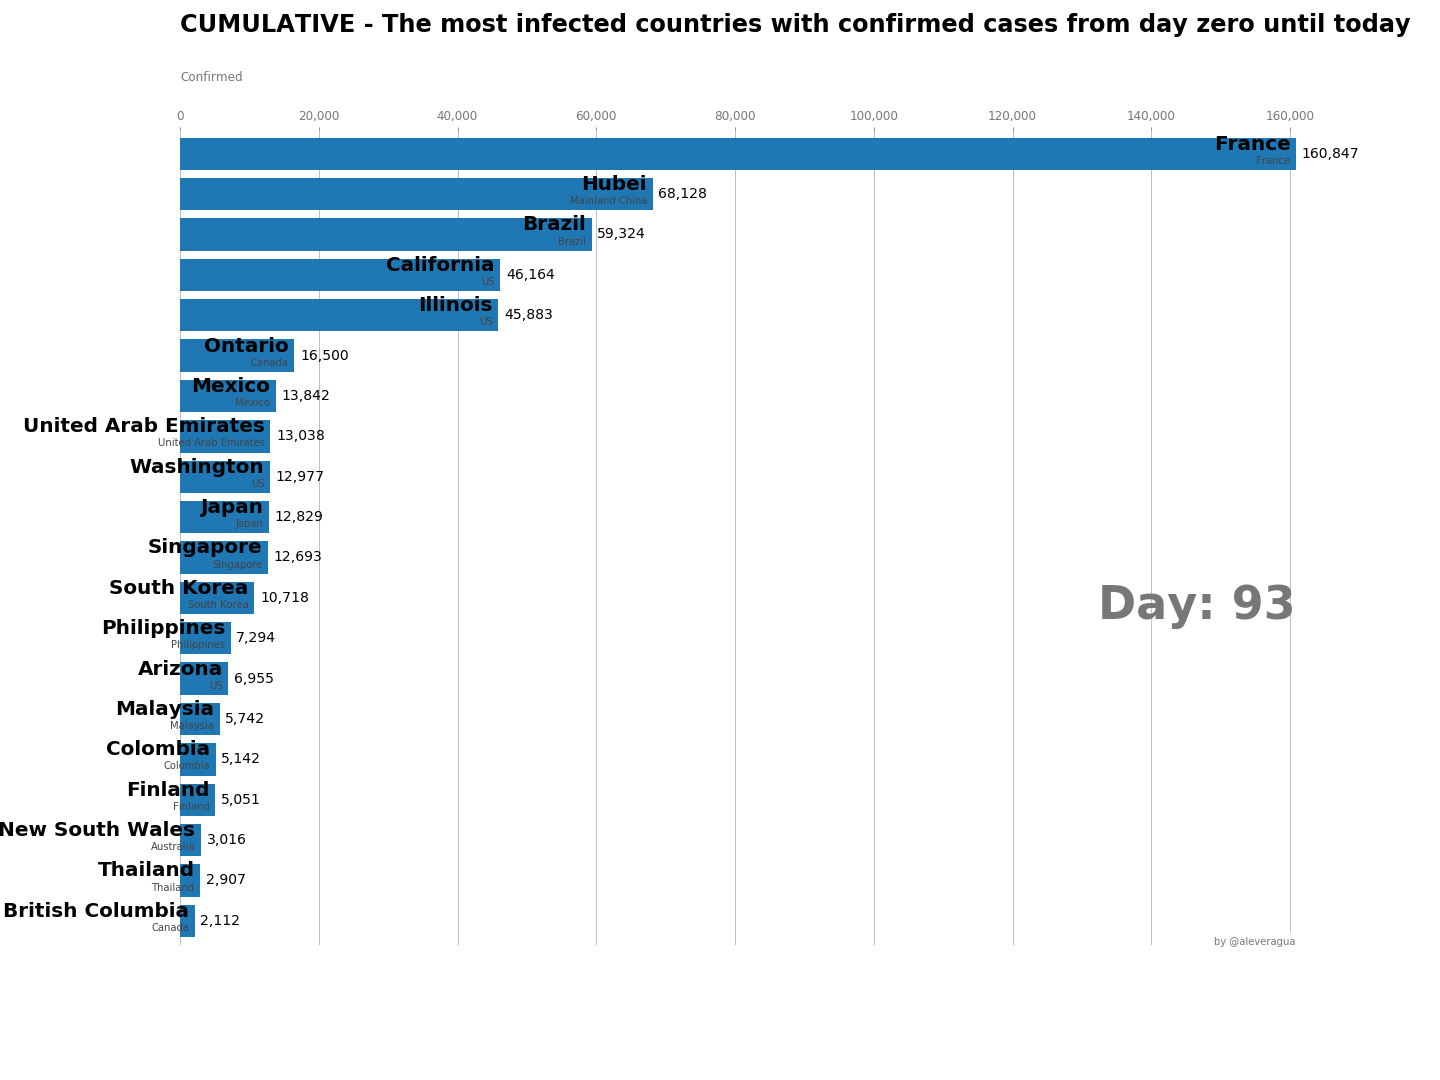 CUMULATIVE - The most infected countries with confirmed cases from day zero until today
Confirmed
0 20,000 40,000 60,000 80,000 100,000 120,000 140,000 160,000
France
France
160,847
Hubei
Mainland China
68,128
Brazil
Brazil
59,324
California
US
46,164
Illinois
US
45,883
Ontario
Canada
16,500
Mexico
Mexico
13,842
United Arab Emirates
United Arab Emirates
13,038
Washington
US
12,977
Japan
Japan
12,829
Singapore
Singapore
12,693
South Korea
South Korea
10,718
Day: 93
Philippines
Philippines
7,294
Arizona
US
6,955
Malaysia
Malaysia
5,742
Colombia
Colombia
5,142
Finland
Finland
5,051
New South Wales
Australia
3,016
Thailand
Thailand
2,907
British Columbia
Canada
2,112
by @aleveragua